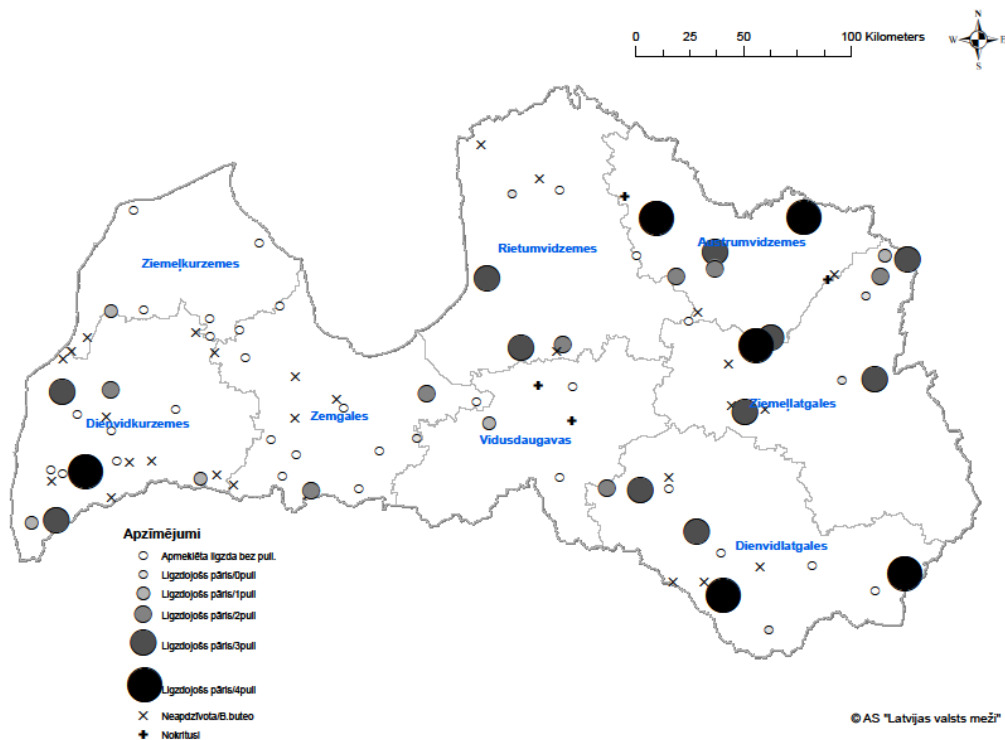 N
W E
S
0 25 50 100 Kilometers
Ziemeļkurzemes
Rietumvidzemes
Austrumvidzemes
Dienvidkurzemes
Zemgales
Vidusdaugavas
Ziemeļlatgales
Dienvidlatgales
Apzīmējumi
Apmeklēta ligzda bez pull.
Ligzdojošs pāris/0pull
Ligzdojošs pāris/1pull
Ligzdojošs pāris/2pull
Ligzdojošs pāris/3pull
Ligzdojošs pāris/4pull
Neapdzīvota/B.buteo
Nokritusi
© AS "Latvijas valsts meži"